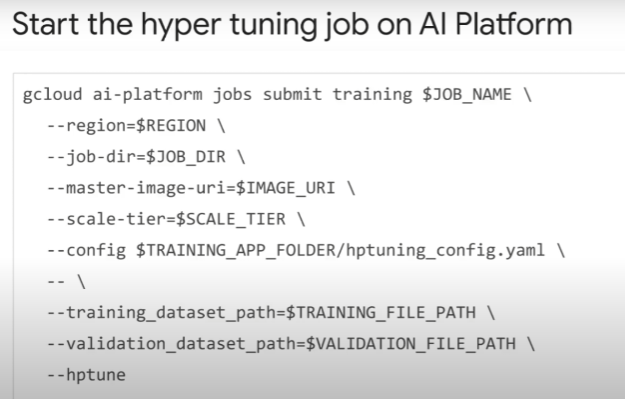 Start the hyper tuning job on AI Platform
gcloud ai-platform jobs submit training $JOB_NAME \
--region=$REGION \
--job-dir=$JOB_DIR \
--master-image-uri=$IMAGE_URI \
--scale-tier=$SCALE_TIER \
--config $TRAINING_APP_FOLDER/hptuning_config.yaml \
-- \
--training_dataset_path=$TRAINING_FILE_PATH \
--validation_dataset_path=$VALIDATION_FILE_PATH \
--hptune